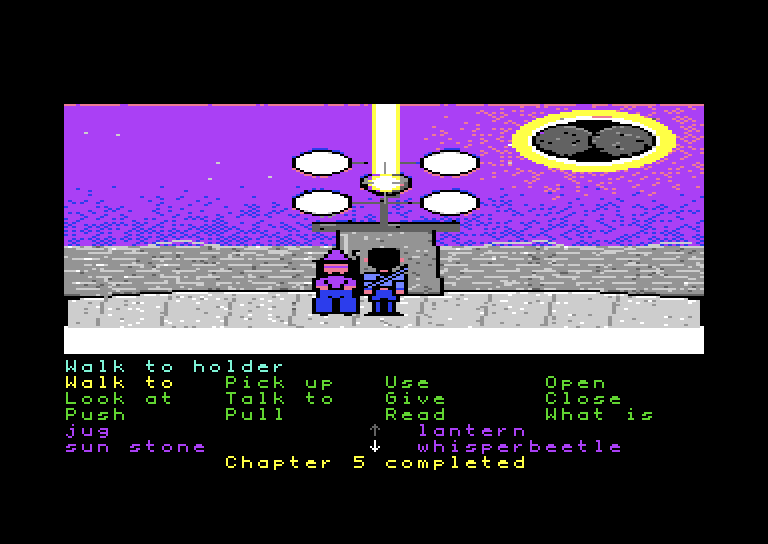 Walk to holder
Walk to Pick up Use Open
Look at Talk to Give Close
Push Pull Read What is
jug ↑ lantern
sun stone ↓ whisperbeetle
Chapter 5 completed